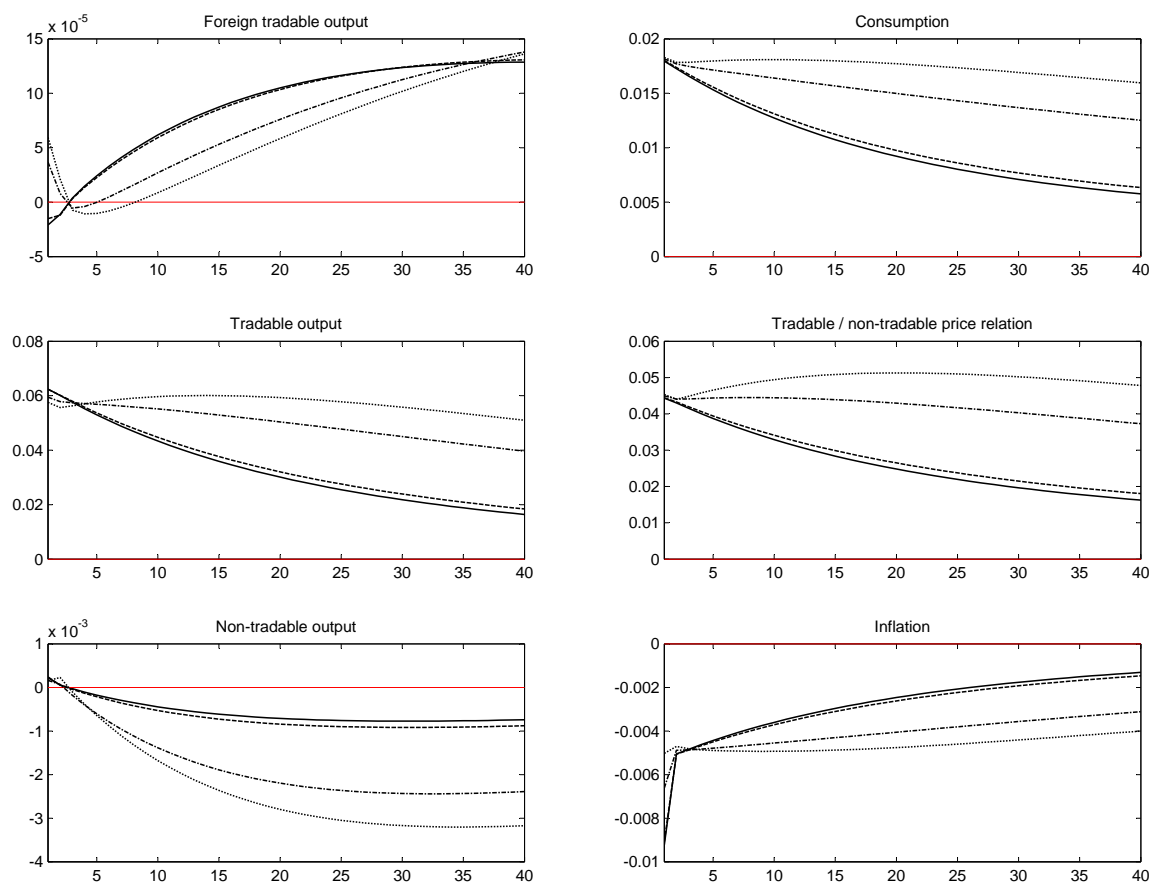 Foreign tradable output
x 10-5
15
10
5
0
-5
5 10 15 20 25 30 35 40
Consumption
0.02
0.015
0.01
0.005
0
5 10 15 20 25 30 35 40
Tradable output
0.08
0.06
0.04
0.02
0
5 10 15 20 25 30 35 40
Tradable / non-tradable price relation
0.06
0.05
0.04
0.03
0.02
0.01
0
5 10 15 20 25 30 35 40
Non-tradable output
x 10-3
1
0
-1
-2
-3
-4
5 10 15 20 25 30 35 40
Inflation
0
-0.002
-0.004
-0.006
-0.008
-0.01
5 10 15 20 25 30 35 40